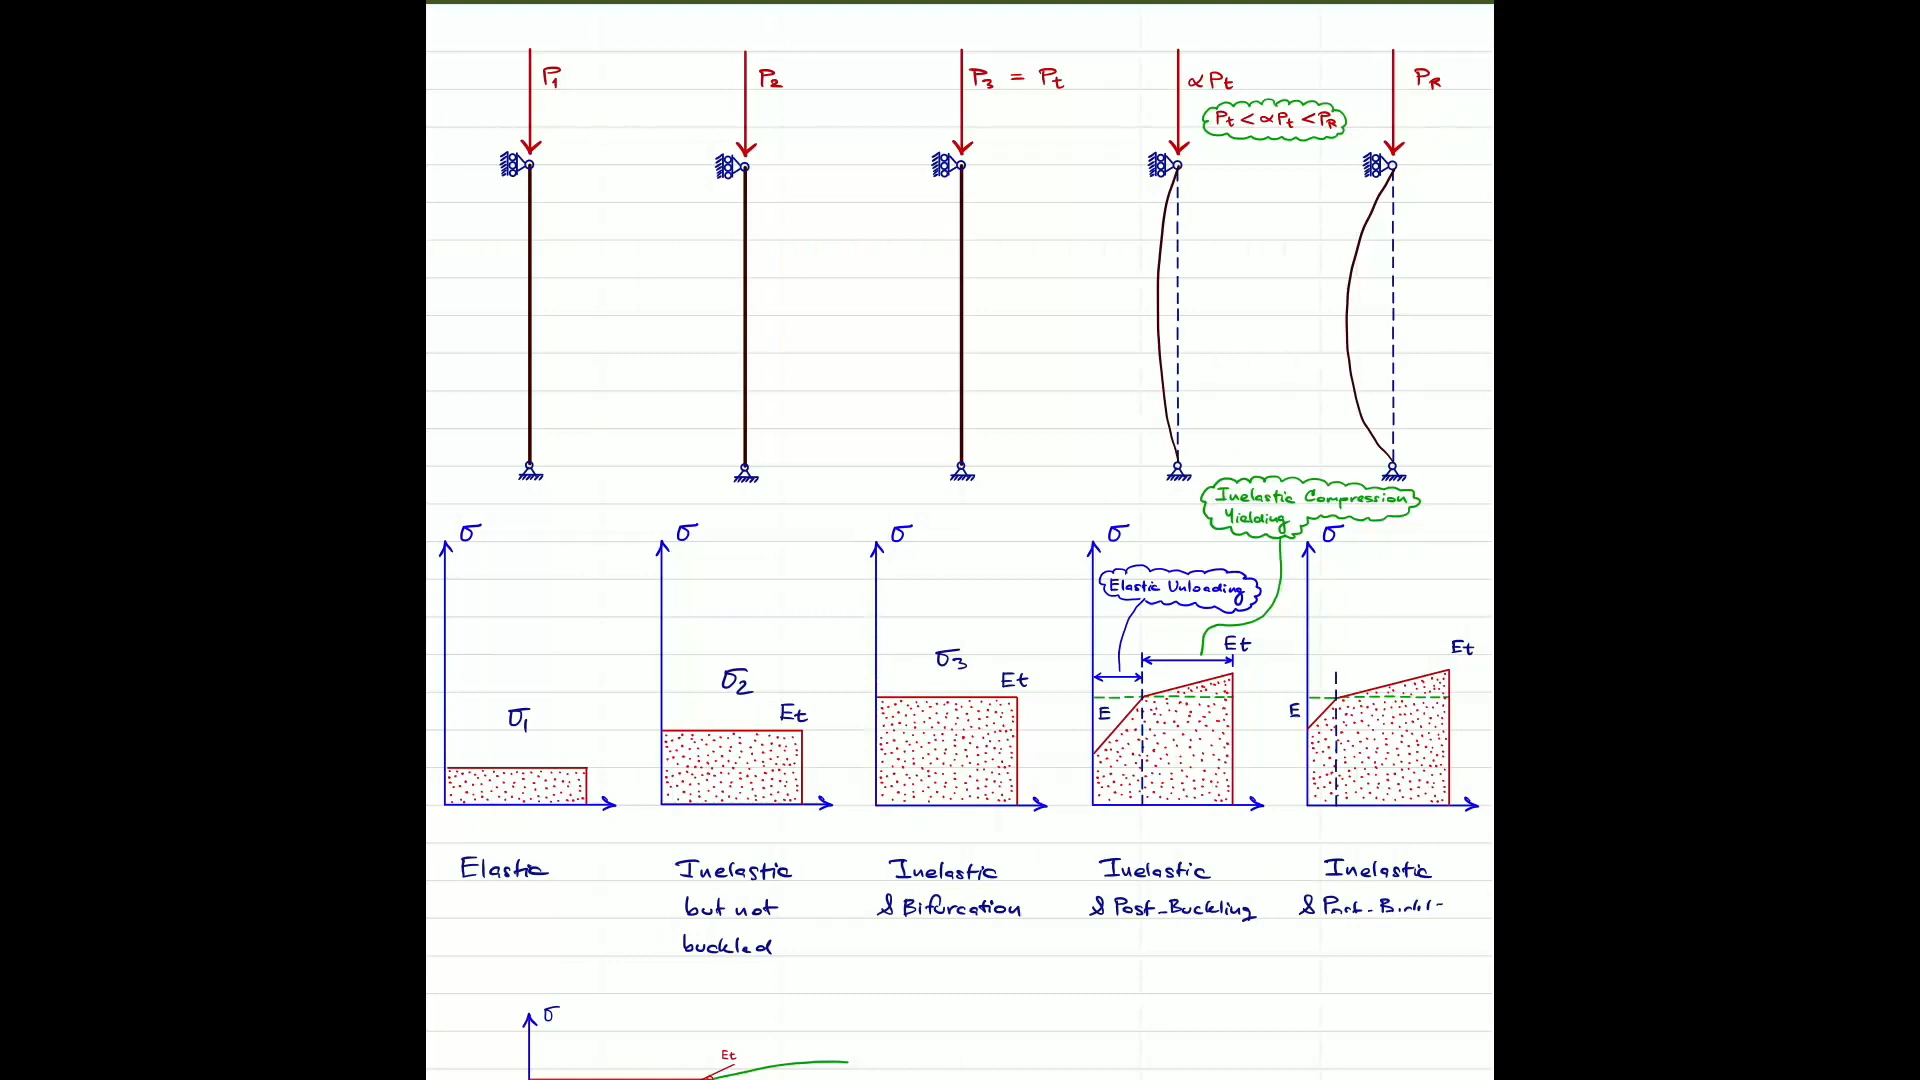 P1
P2
P3 = Pt
αPt
PR
Pt < αPt < PR
Inelastic Compression
Yielding
σ
σ
σ
σ
σ
Elastic Unloading
σ1
σ2
Et
σ3
Et
E
Et
E
Et
Elastic
Inelastic
but not
buckled
Inelastic
& Bifurcation
Inelastic
& Post-Buckling
Inelastic
& Post-
σ
Et